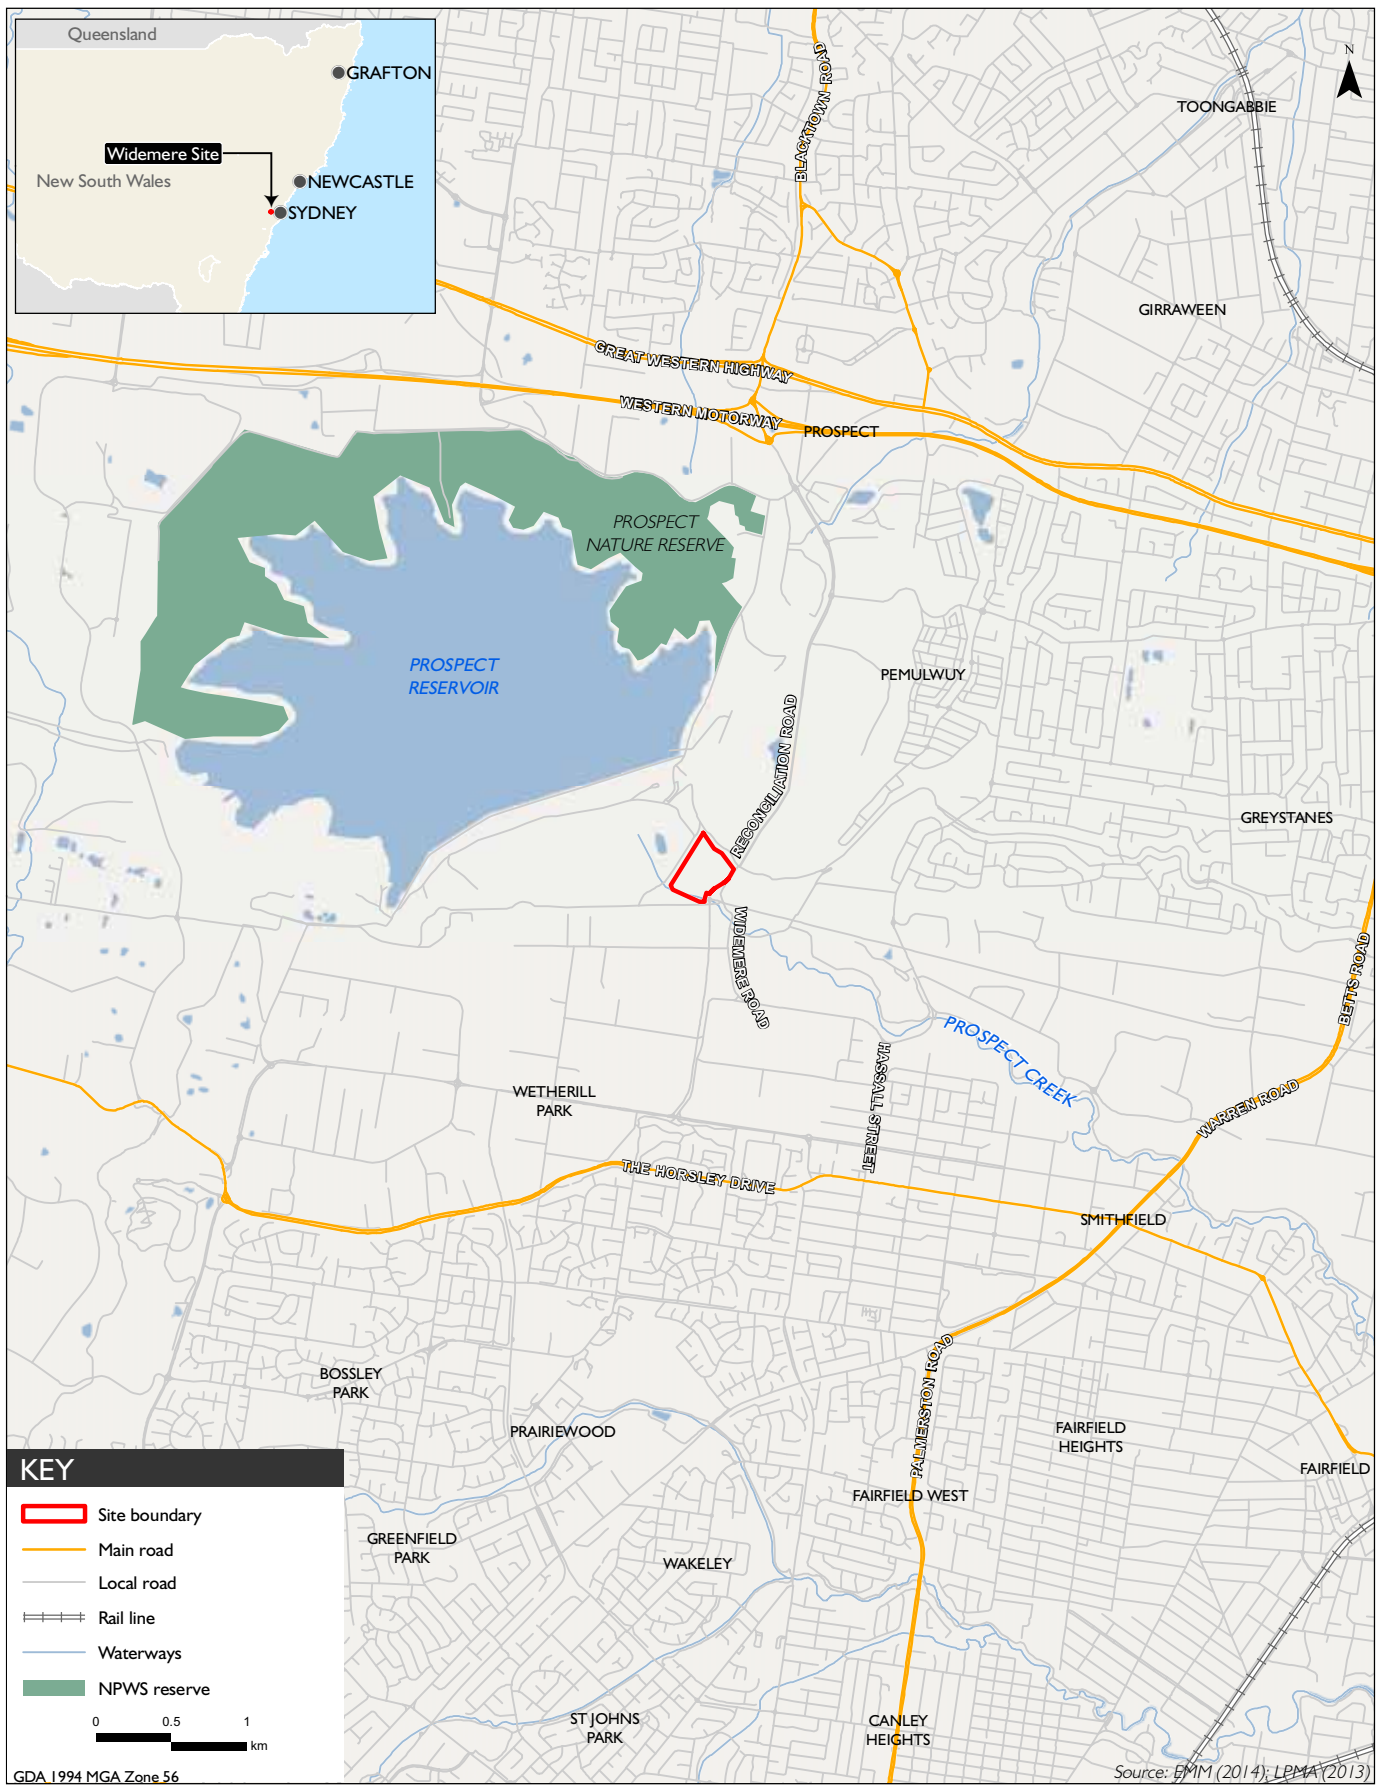 Queensland
GRAFTON
Widemere Site
New South Wales
NEWCASTLE
SYDNEY
N
BLACKTOWN ROAD
TOONGABBIE
GIRRAWEEN
GREAT WESTERN HIGHWAY
WESTERN MOTORWAY
PROSPECT
PROSPECT
NATURE RESERVE
PROSPECT
RESERVOIR
PEMULWUY
RECONCILIATION ROAD
GREYSTANES
WIDEMERE ROAD
BETTS ROAD
PROSPECT CREEK
HASSALL STREET
WETHERILL
PARK
WARREN ROAD
THE HORSLEY DRIVE
SMITHFIELD
PALMERSTON ROAD
BOSSLEY
PARK
PRAIRIEWOOD
FAIRFIELD
HEIGHTS
FAIRFIELD
FAIRFIELD WEST
GREENFIELD
PARK
WAKELEY
ST JOHNS
PARK
CANLEY
HEIGHTS
KEY
Site boundary
Main road
Local road
Rail line
Waterways
NPWS reserve
0 0.5 1
km
GDA 1994 MGA Zone 56
Source: EMM (2014); LPMA (2013)